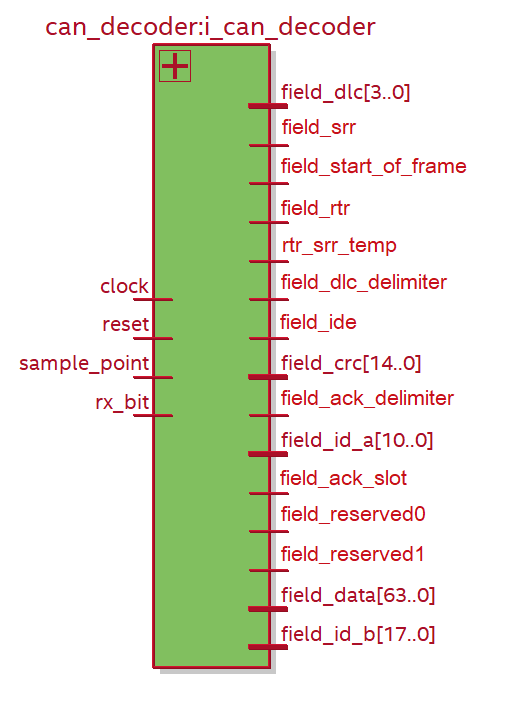 can_decoder:i_can_decoder
field_dlc[3..0]
field_srr
field_start_of_frame
field_rtr
rtr_srr_temp
field_dlc_delimiter
field_ide
field_crc[14..0]
field_ack_delimiter
field_id_a[10..0]
field_ack_slot
field_reserved0
field_reserved1
field_data[63..0]
field_id_b[17..0]
clock
reset
sample_point
rx_bit